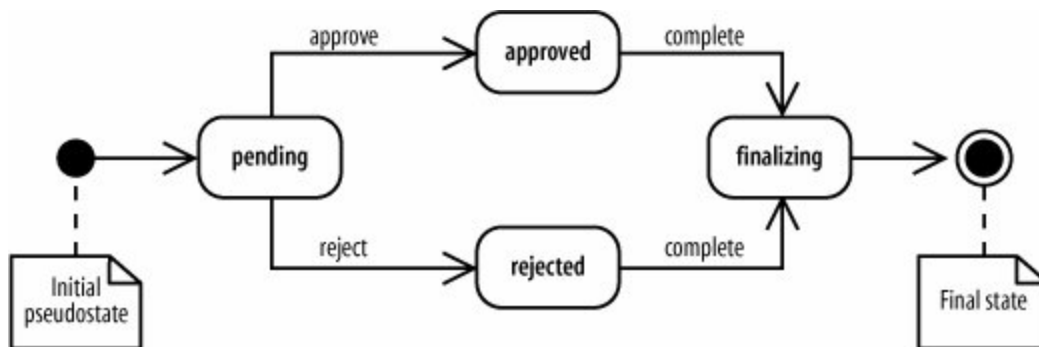 approve
approved
complete
pending
finalizing
reject
rejected
complete
Initial
pseudostate
Final state